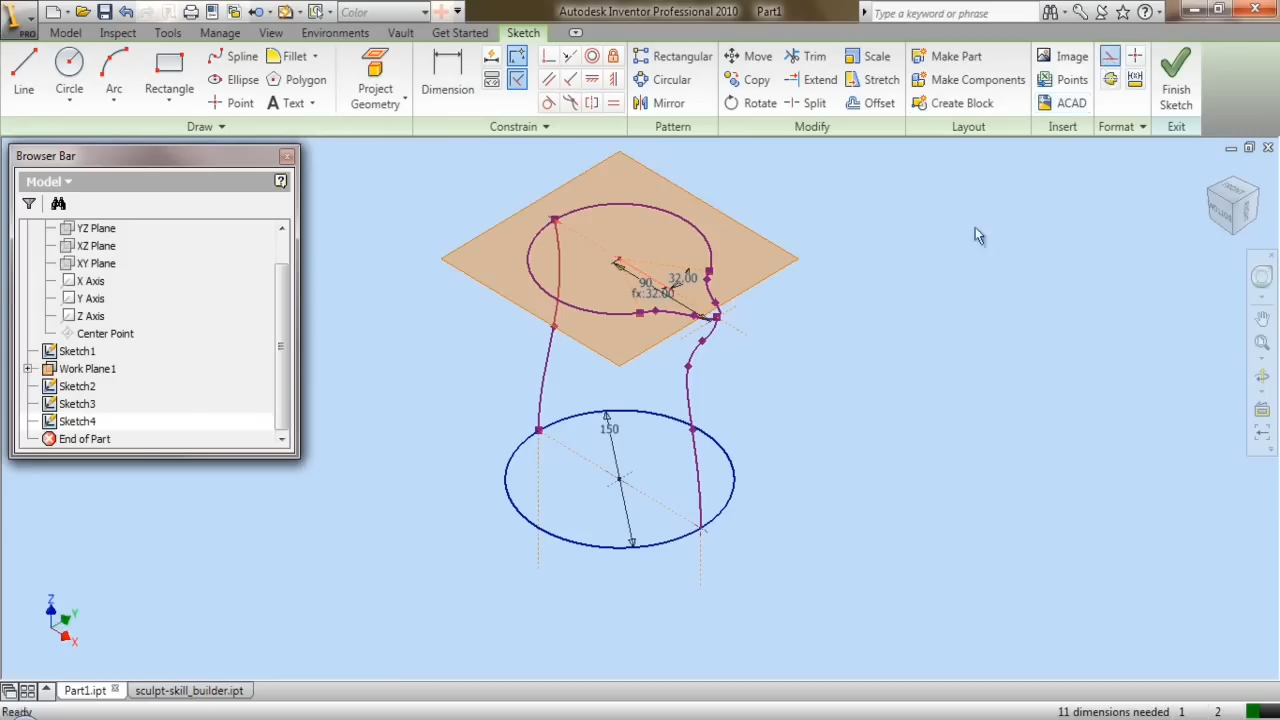 Color
Autodesk Inventor Professional 2010
Part1
Type a keyword or phrase
PRO
Model
Inspect
Tools
Manage
View
Environments
Vault
Get Started
Sketch
Line
Circle
Arc
Rectangle
Spline
Fillet
Ellipse
Polygon
Point
Text
Project Geometry
Dimension
Rectangular
Circular
Mirror
Move
Trim
Scale
Copy
Extend
Stretch
Rotate
Split
Offset
Make Part
Make Components
Create Block
Image
Points
ACAD
Finish Sketch
Draw
Constrain
Pattern
Modify
Layout
Insert
Format
Exit
Browser Bar
Model
YZ Plane
XZ Plane
XY Plane
X Axis
Y Axis
Z Axis
Center Point
Sketch1
Work Plane1
Sketch2
Sketch3
Sketch4
End of Part
FRONT
32.00
90
fx:32.00
150
Z
Y
X
Part1.ipt
sculpt-skill_builder.ipt
Ready
11 dimensions needed
1
2